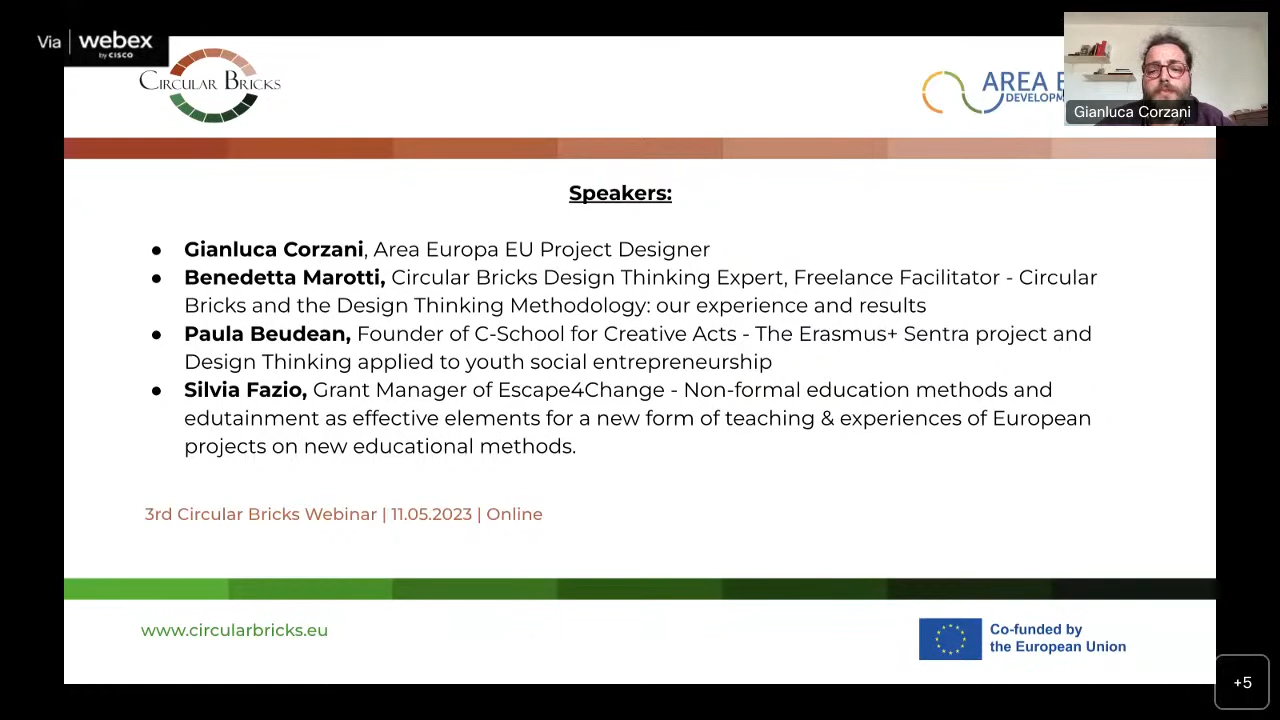 Via webex
by CISCO
CIRCULAR BRICKS
AREA
DEVELOPM
Gianluca Corzani
Speakers:
● Gianluca Corzani, Area Europa EU Project Designer
● Benedetta Marotti, Circular Bricks Design Thinking Expert, Freelance Facilitator - Circular
Bricks and the Design Thinking Methodology: our experience and results
● Paula Beudean, Founder of C-School for Creative Acts - The Erasmus+ Sentra project and
Design Thinking applied to youth social entrepreneurship
● Silvia Fazio, Grant Manager of Escape4Change - Non-formal education methods and
edutainment as effective elements for a new form of teaching & experiences of European
projects on new educational methods.
3rd Circular Bricks Webinar | 11.05.2023 | Online
www.circularbricks.eu
Co-funded by
the European Union
+5